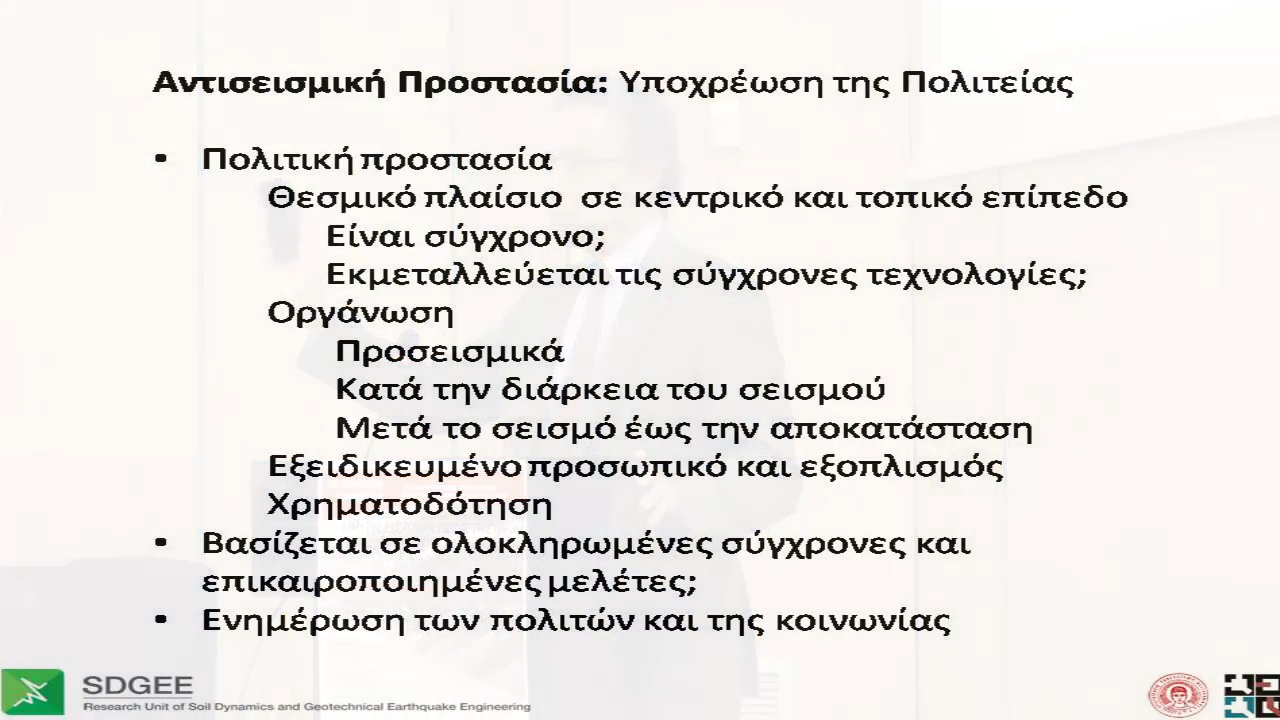 Αντισεισμική Προστασία: Υποχρέωση της Πολιτείας
• Πολιτική προστασία
Θεσμικό πλαίσιο σε κεντρικό και τοπικό επίπεδο
Είναι σύγχρονο;
Εκμεταλλεύεται τις σύγχρονες τεχνολογίες;
Οργάνωση
Προσεισμικά
Κατά την διάρκεια του σεισμού
Μετά το σεισμό έως την αποκατάσταση
Εξειδικευμένο προσωπικό και εξοπλισμός
Χρηματοδότηση
• Βασίζεται σε ολοκληρωμένες σύγχρονες και
επικαιροποιημένες μελέτες;
• Ενημέρωση των πολιτών και της κοινωνίας
SDGEE
Research Unit of Soil Dynamics and Geotechnical Earthquake Engineering